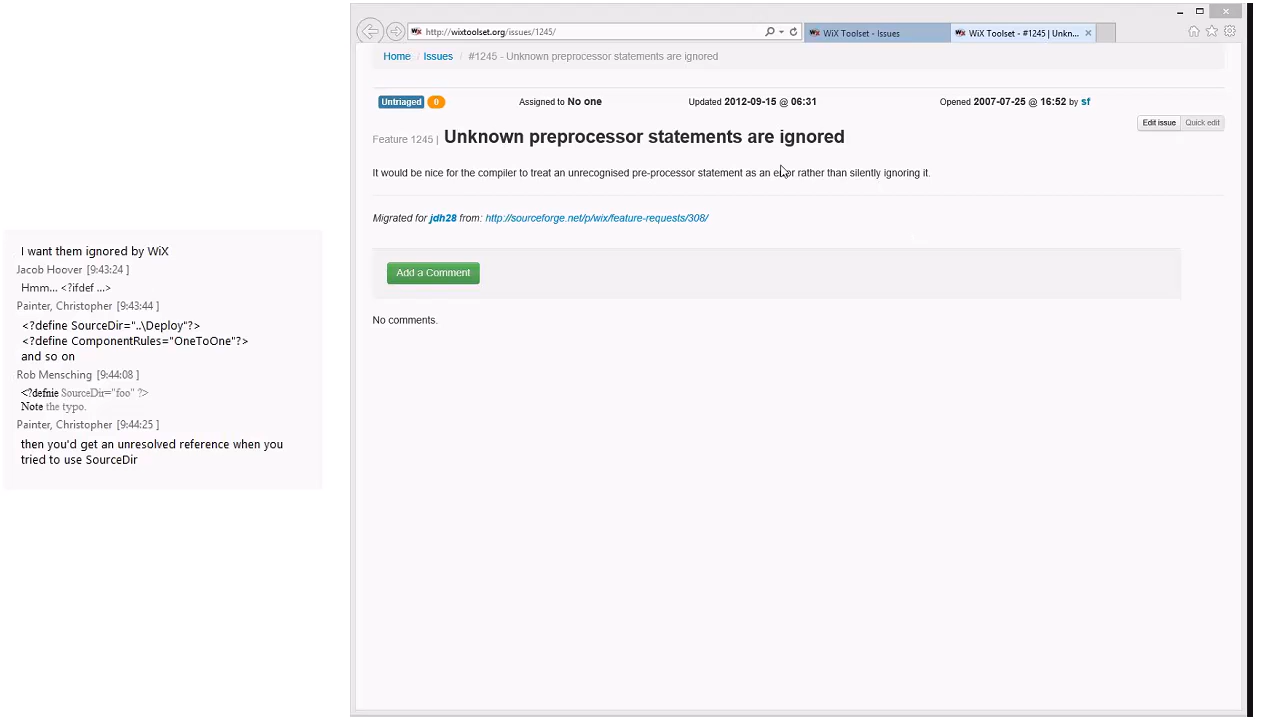 I want them ignored by WiX
Jacob Hoover [9:43:24 ]
Hmm... <?ifdef ...>
Painter, Christopher [9:43:44 ]
<?define SourceDir="..\Deploy"?>
<?define ComponentRules="OneToOne"?>
and so on
Rob Mensching [9:44:08 ]
<?defnie SourceDir="foo" ?>
Note the typo.
Painter, Christopher [9:44:25 ]
then you'd get an unresolved reference when you
tried to use SourceDir
http://wixtoolset.org/issues/1245/
WiX Toolset - Issues
WiX Toolset - #1245 | Unkn...
Home / Issues / #1245 - Unknown preprocessor statements are ignored
Untriaged 0 Assigned to No one Updated 2012-09-15 @ 06:31 Opened 2007-07-25 @ 16:52 by sf
Edit issue Quick edit
Feature 1245 | Unknown preprocessor statements are ignored
It would be nice for the compiler to treat an unrecognised pre-processor statement as an error rather than silently ignoring it.
Migrated for jdh28 from: http://sourceforge.net/p/wix/feature-requests/308/
Add a Comment
No comments.